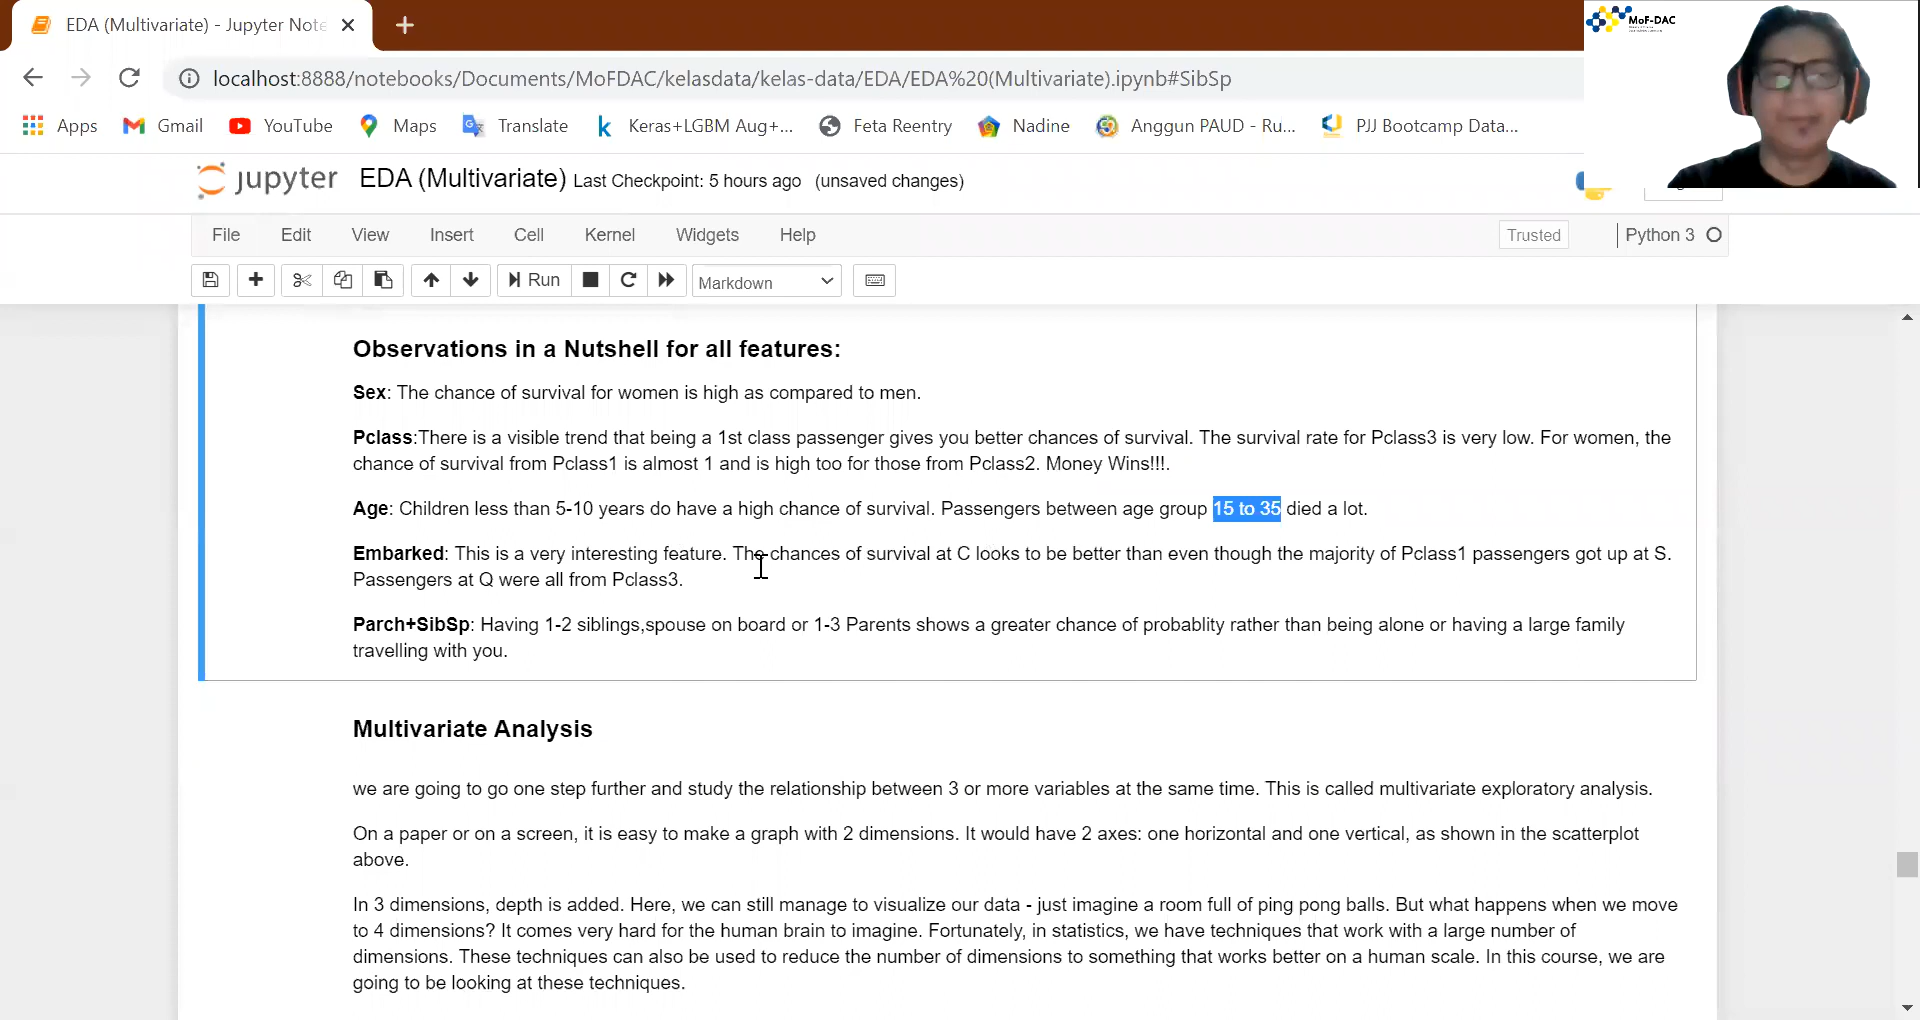 EDA (Multivariate) - Jupyter Note
MoF-DAC
localhost:8888/notebooks/Documents/MoFDAC/kelasdata/kelas-data/EDA/EDA%20(Multivariate).ipynb#SibSp
Apps Gmail YouTube Maps Translate Keras+LGBM Aug+... Feta Reentry Nadine Anggun PAUD - Ru... PJJ Bootcamp Data...
jupyter EDA (Multivariate) Last Checkpoint: 5 hours ago (unsaved changes)
File Edit View Insert Cell Kernel Widgets Help Trusted Python 3
Run Markdown
Observations in a Nutshell for all features:
Sex: The chance of survival for women is high as compared to men.
Pclass:There is a visible trend that being a 1st class passenger gives you better chances of survival. The survival rate for Pclass3 is very low. For women, the
chance of survival from Pclass1 is almost 1 and is high too for those from Pclass2. Money Wins!!!.
Age: Children less than 5-10 years do have a high chance of survival. Passengers between age group 15 to 35 died a lot.
Embarked: This is a very interesting feature. The chances of survival at C looks to be better than even though the majority of Pclass1 passengers got up at S.
Passengers at Q were all from Pclass3.
Parch+SibSp: Having 1-2 siblings,spouse on board or 1-3 Parents shows a greater chance of probablity rather than being alone or having a large family
travelling with you.
Multivariate Analysis
we are going to go one step further and study the relationship between 3 or more variables at the same time. This is called multivariate exploratory analysis.
On a paper or on a screen, it is easy to make a graph with 2 dimensions. It would have 2 axes: one horizontal and one vertical, as shown in the scatterplot
above.
In 3 dimensions, depth is added. Here, we can still manage to visualize our data - just imagine a room full of ping pong balls. But what happens when we move
to 4 dimensions? It comes very hard for the human brain to imagine. Fortunately, in statistics, we have techniques that work with a large number of
dimensions. These techniques can also be used to reduce the number of dimensions to something that works better on a human scale. In this course, we are
going to be looking at these techniques.